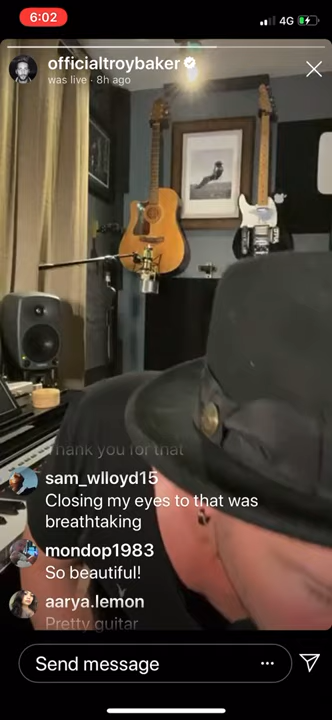 6:02
4G
officialtroybaker
was live · 8h ago
Thank you for that
sam_wlloyd15
Closing my eyes to that was
breathtaking
mondop1983
So beautiful!
aarya.lemon
Pretty guitar
Send message